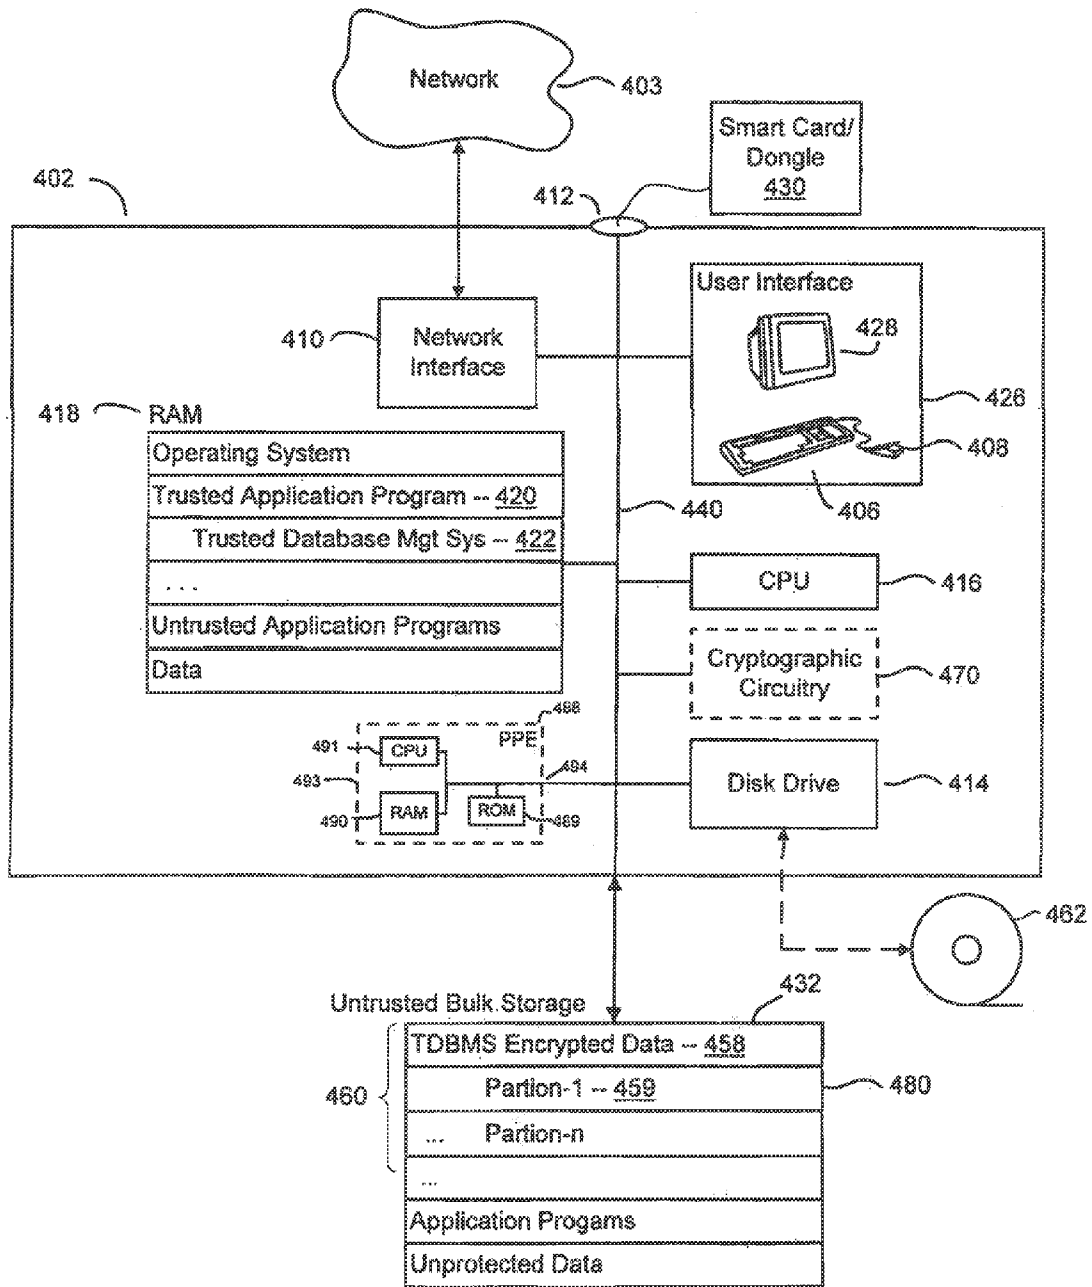 Network
403
Smart Card/
Dongle
430
402
412
User Interface
428
426
408
406
410
Network
Interface
418
RAM
Operating System
Trusted Application Program -- 420
Trusted Database Mgt Sys -- 422
. . .
Untrusted Application Programs
Data
440
CPU
416
Cryptographic
Circuitry
470
488
PPE
491
CPU
493
494
490
RAM
ROM
489
Disk Drive
414
462
Untrusted Bulk Storage
432
TDBMS Encrypted Data -- 458
460
Partion-1 -- 459
480
... Partion-n
...
Application Progams
Unprotected Data